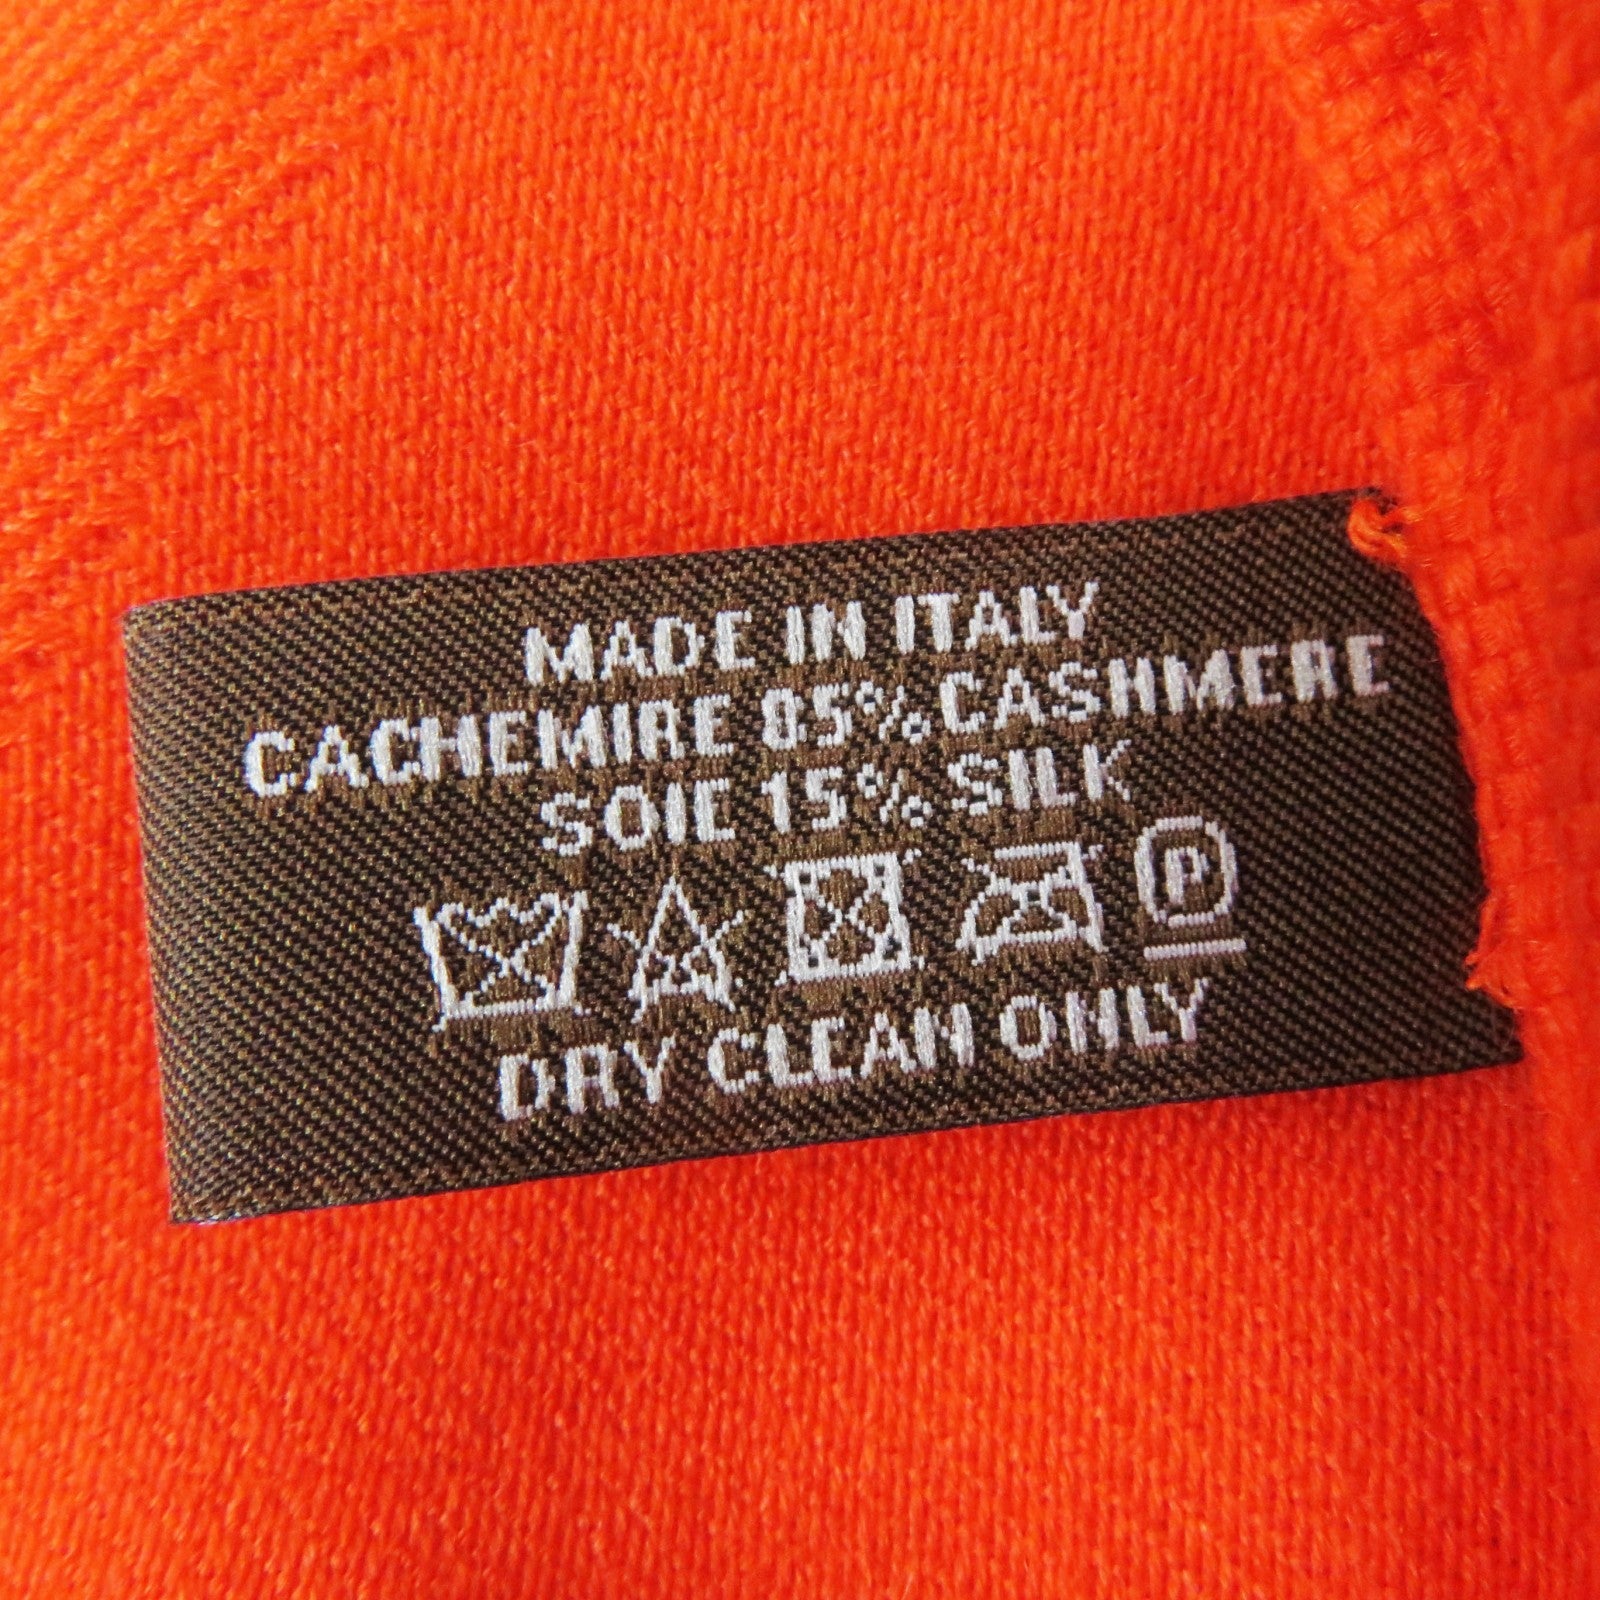 MADE IN ITALY
CACHEMIRE 85% CASHMERE
SOIE 15% SILK
P
DRY CLEAN ONLY